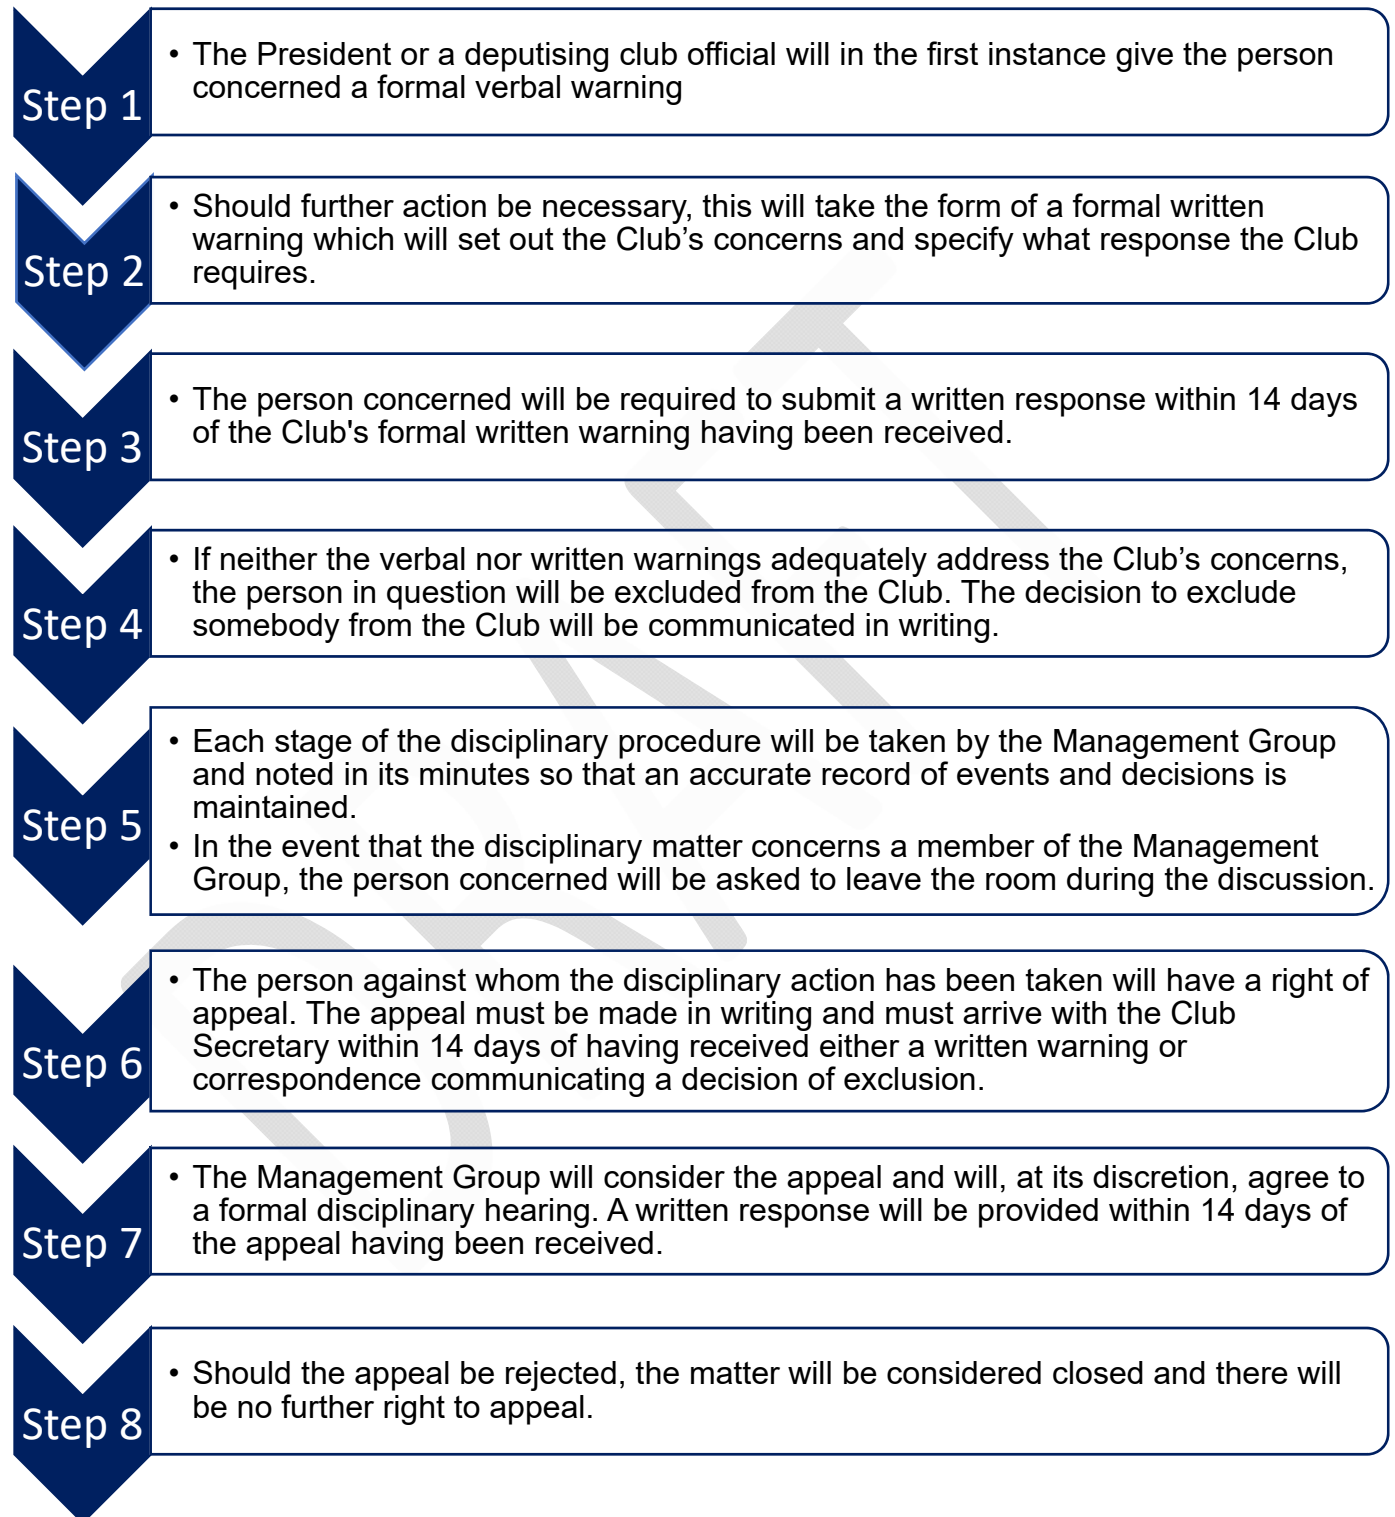 Step 1
• The President or a deputising club official will in the first instance give the person
concerned a formal verbal warning
Step 2
• Should further action be necessary, this will take the form of a formal written
warning which will set out the Club’s concerns and specify what response the Club
requires.
Step 3
• The person concerned will be required to submit a written response within 14 days
of the Club's formal written warning having been received.
Step 4
• If neither the verbal nor written warnings adequately address the Club’s concerns,
the person in question will be excluded from the Club. The decision to exclude
somebody from the Club will be communicated in writing.
Step 5
• Each stage of the disciplinary procedure will be taken by the Management Group
and noted in its minutes so that an accurate record of events and decisions is
maintained.
• In the event that the disciplinary matter concerns a member of the Management
Group, the person concerned will be asked to leave the room during the discussion.
Step 6
• The person against whom the disciplinary action has been taken will have a right of
appeal. The appeal must be made in writing and must arrive with the Club
Secretary within 14 days of having received either a written warning or
correspondence communicating a decision of exclusion.
Step 7
• The Management Group will consider the appeal and will, at its discretion, agree to
a formal disciplinary hearing. A written response will be provided within 14 days of
the appeal having been received.
Step 8
• Should the appeal be rejected, the matter will be considered closed and there will
be no further right to appeal.
DRAFT